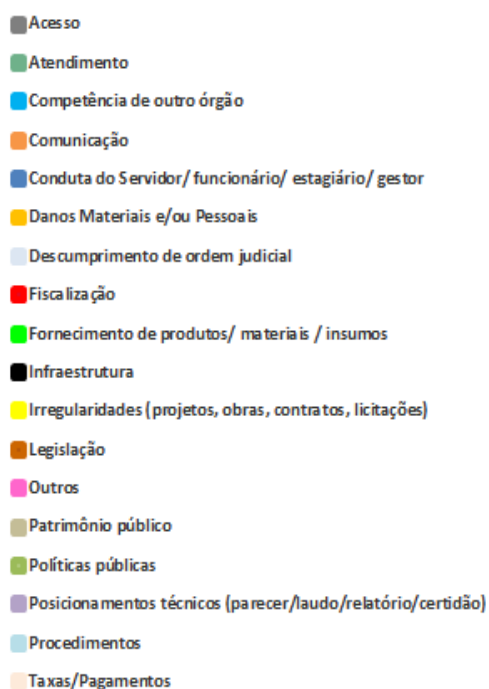 Acesso
Atendimento
Competência de outro órgão
Comunicação
Conduta do Servidor/ funcionário/ estagiário/ gestor
Danos Materiais e/ou Pessoais
Descumprimento de ordem judicial
Fiscalização
Fornecimento de produtos/ materiais / insumos
Infraestrutura
Irregularidades (projetos, obras, contratos, licitações)
Legislação
Outros
Patrimônio público
Políticas públicas
Posicionamentos técnicos (parecer/laudo/relatório/certidão)
Procedimentos
Taxas/Pagamentos